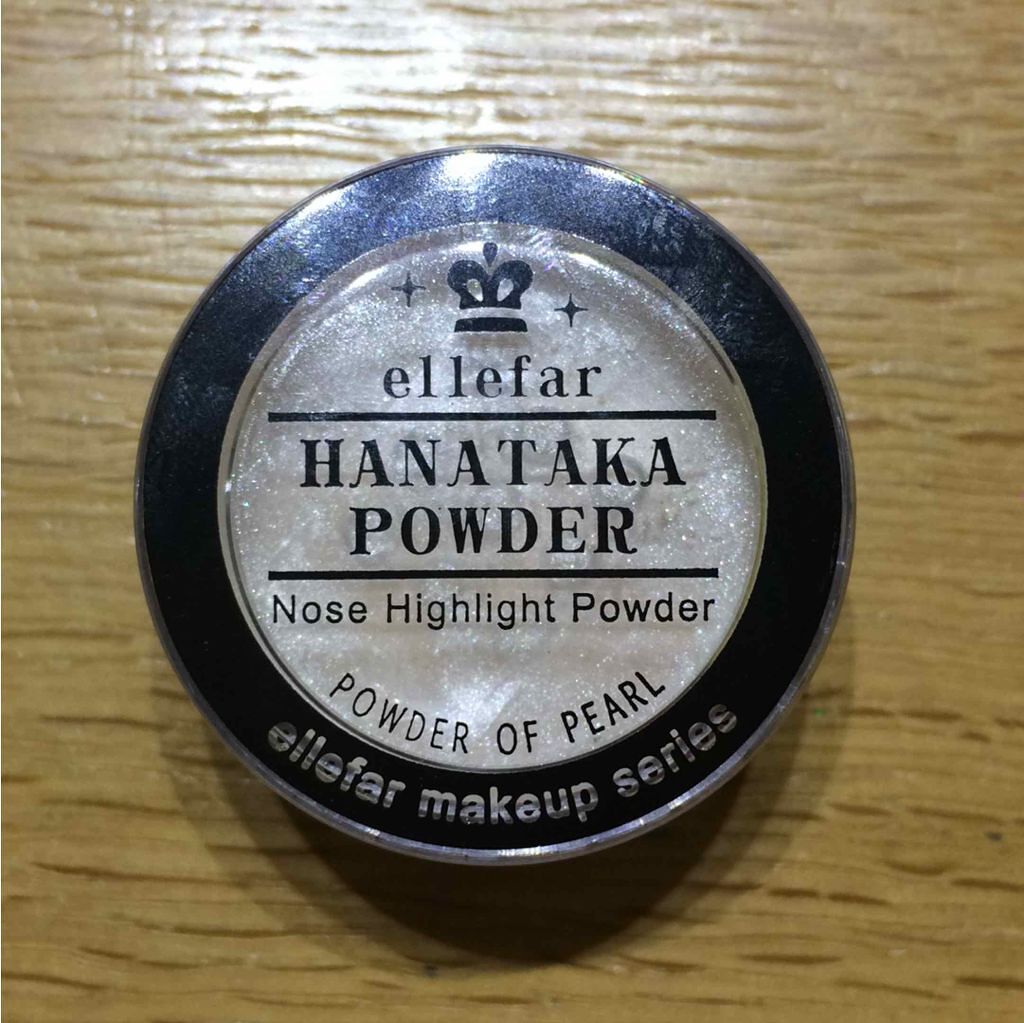 ellefar
HANATAKA
POWDER
Nose Highlight Powder
POWDER OF PEARL
ellefar makeup series